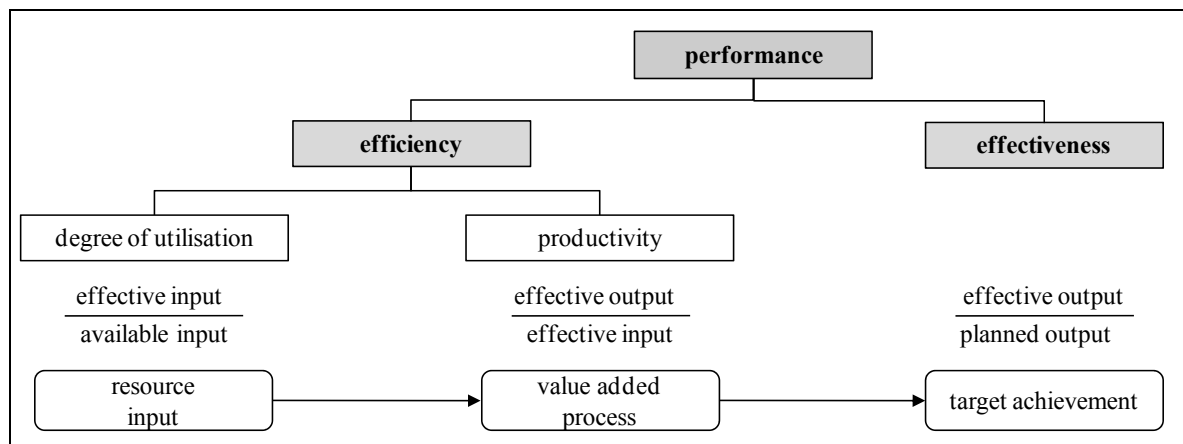 performance
efficiency
effectiveness
degree of utilisation
productivity
effective input
available input
effective output
effective input
effective output
planned output
resource
input
value added
process
target achievement